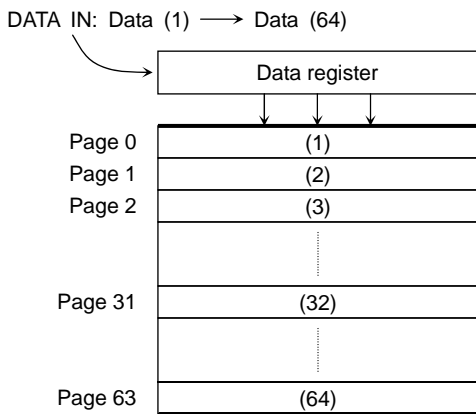 DATA IN: Data (1) → Data (64)
Data register
Page 0 (1)
Page 1 (2)
Page 2 (3)
Page 31 (32)
Page 63 (64)